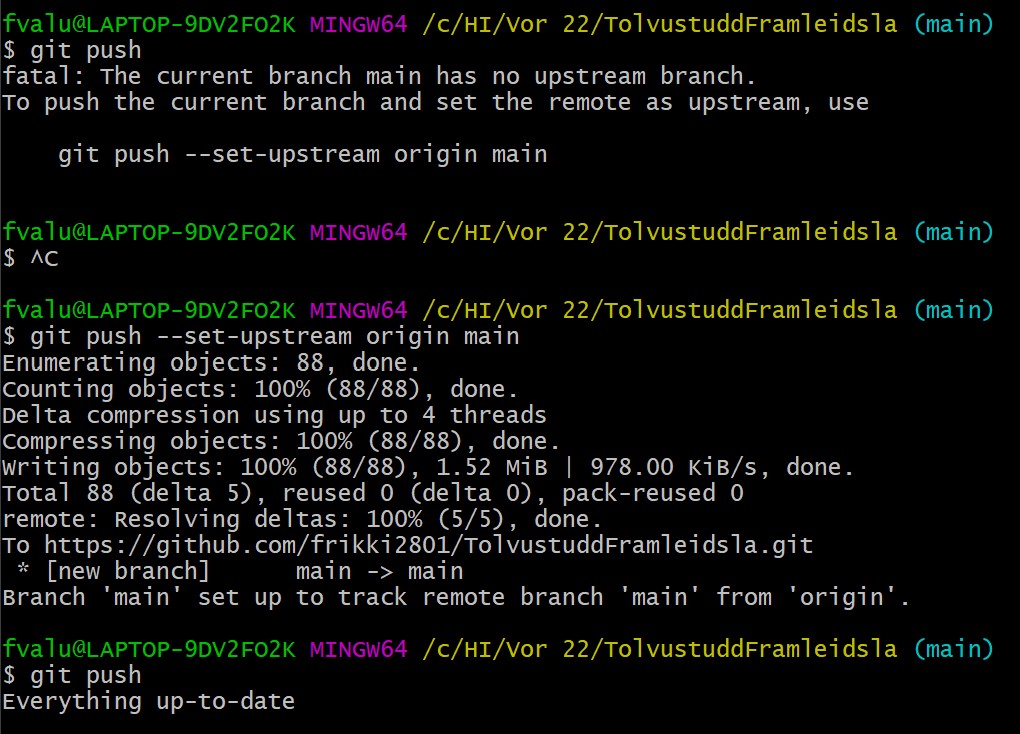 fvalu@LAPTOP-9DV2FO2K MINGW64 /c/HI/Vor 22/TolvustuddFramleidsla (main)
$ git push
fatal: The current branch main has no upstream branch.
To push the current branch and set the remote as upstream, use
    git push --set-upstream origin main
fvalu@LAPTOP-9DV2FO2K MINGW64 /c/HI/Vor 22/TolvustuddFramleidsla (main)
$ ^C
fvalu@LAPTOP-9DV2FO2K MINGW64 /c/HI/Vor 22/TolvustuddFramleidsla (main)
$ git push --set-upstream origin main
Enumerating objects: 88, done.
Counting objects: 100% (88/88), done.
Delta compression using up to 4 threads
Compressing objects: 100% (88/88), done.
Writing objects: 100% (88/88), 1.52 MiB | 978.00 KiB/s, done.
Total 88 (delta 5), reused 0 (delta 0), pack-reused 0
remote: Resolving deltas: 100% (5/5), done.
To https://github.com/frikki2801/TolvustuddFramleidsla.git
 * [new branch]      main -> main
Branch 'main' set up to track remote branch 'main' from 'origin'.
fvalu@LAPTOP-9DV2FO2K MINGW64 /c/HI/Vor 22/TolvustuddFramleidsla (main)
$ git push
Everything up-to-date